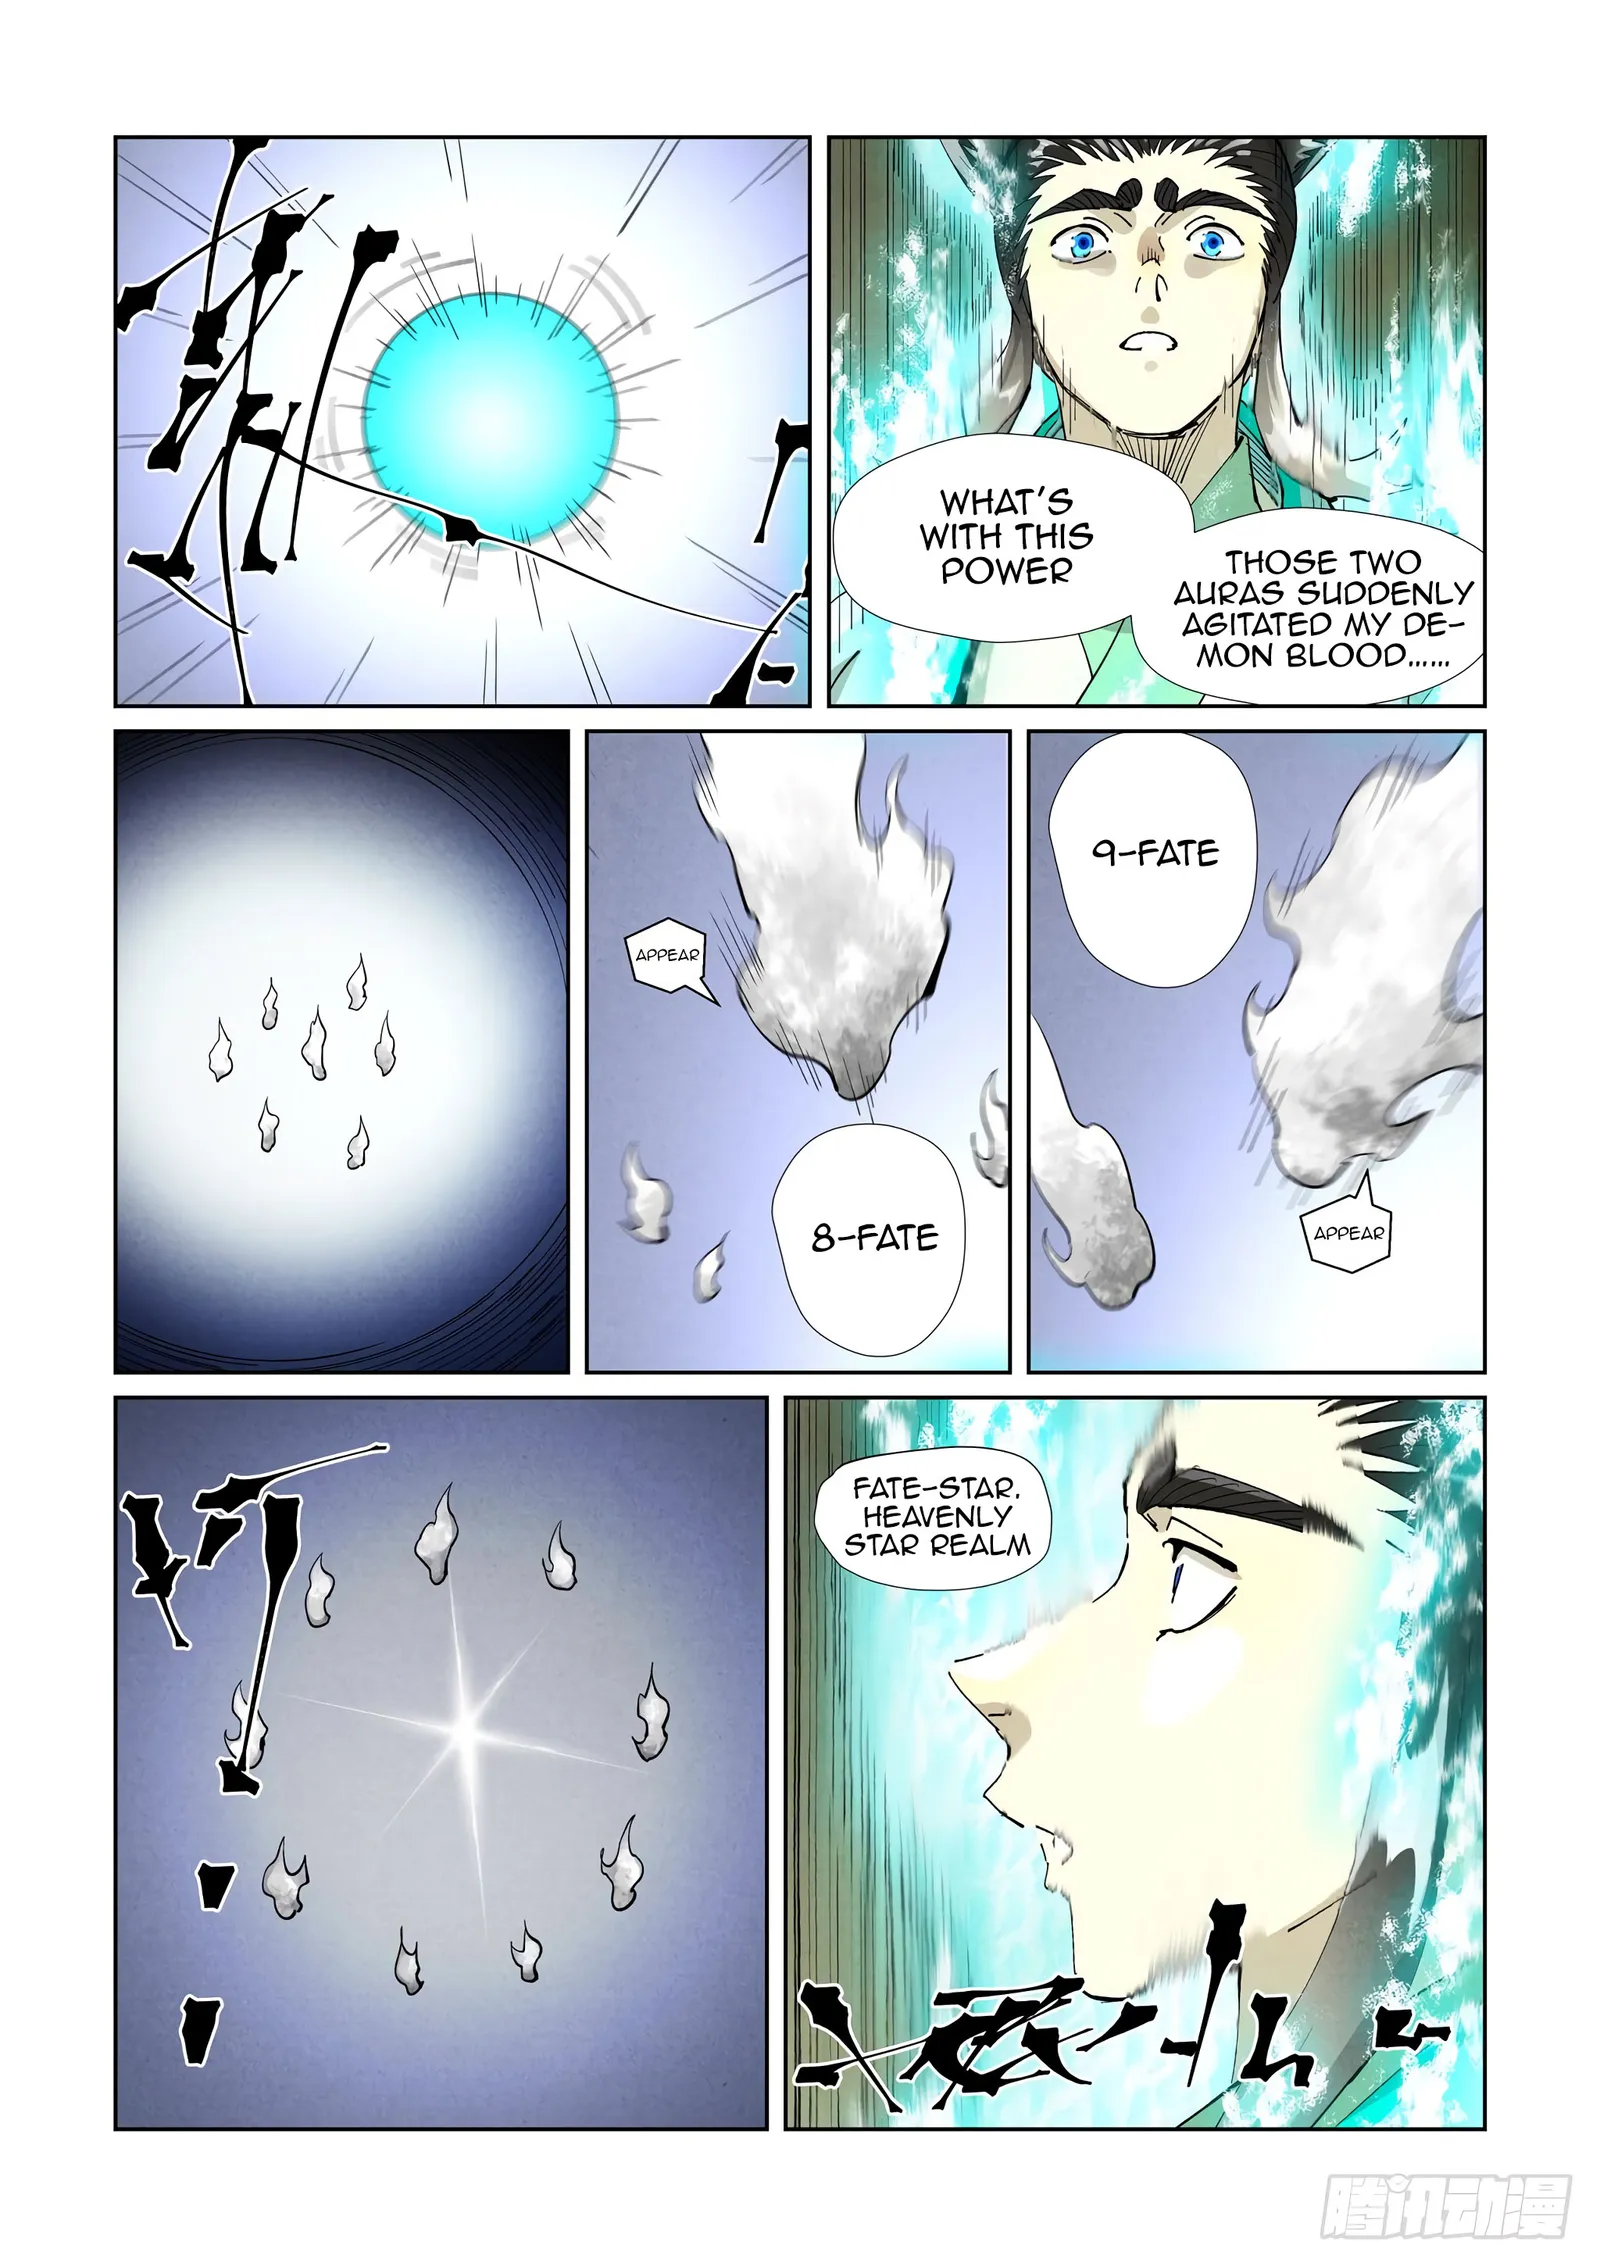 WHAT'S
WITH THIS
POWER
THOSE TWO
AURAS SUDDENLY
AGITATED MY DE-
MON BLOOD......
APPEAR
8-FATE
9-FATE
APPEAR
FATE-STAR,
HEAVENLY
STAR REALM
腾讯动漫